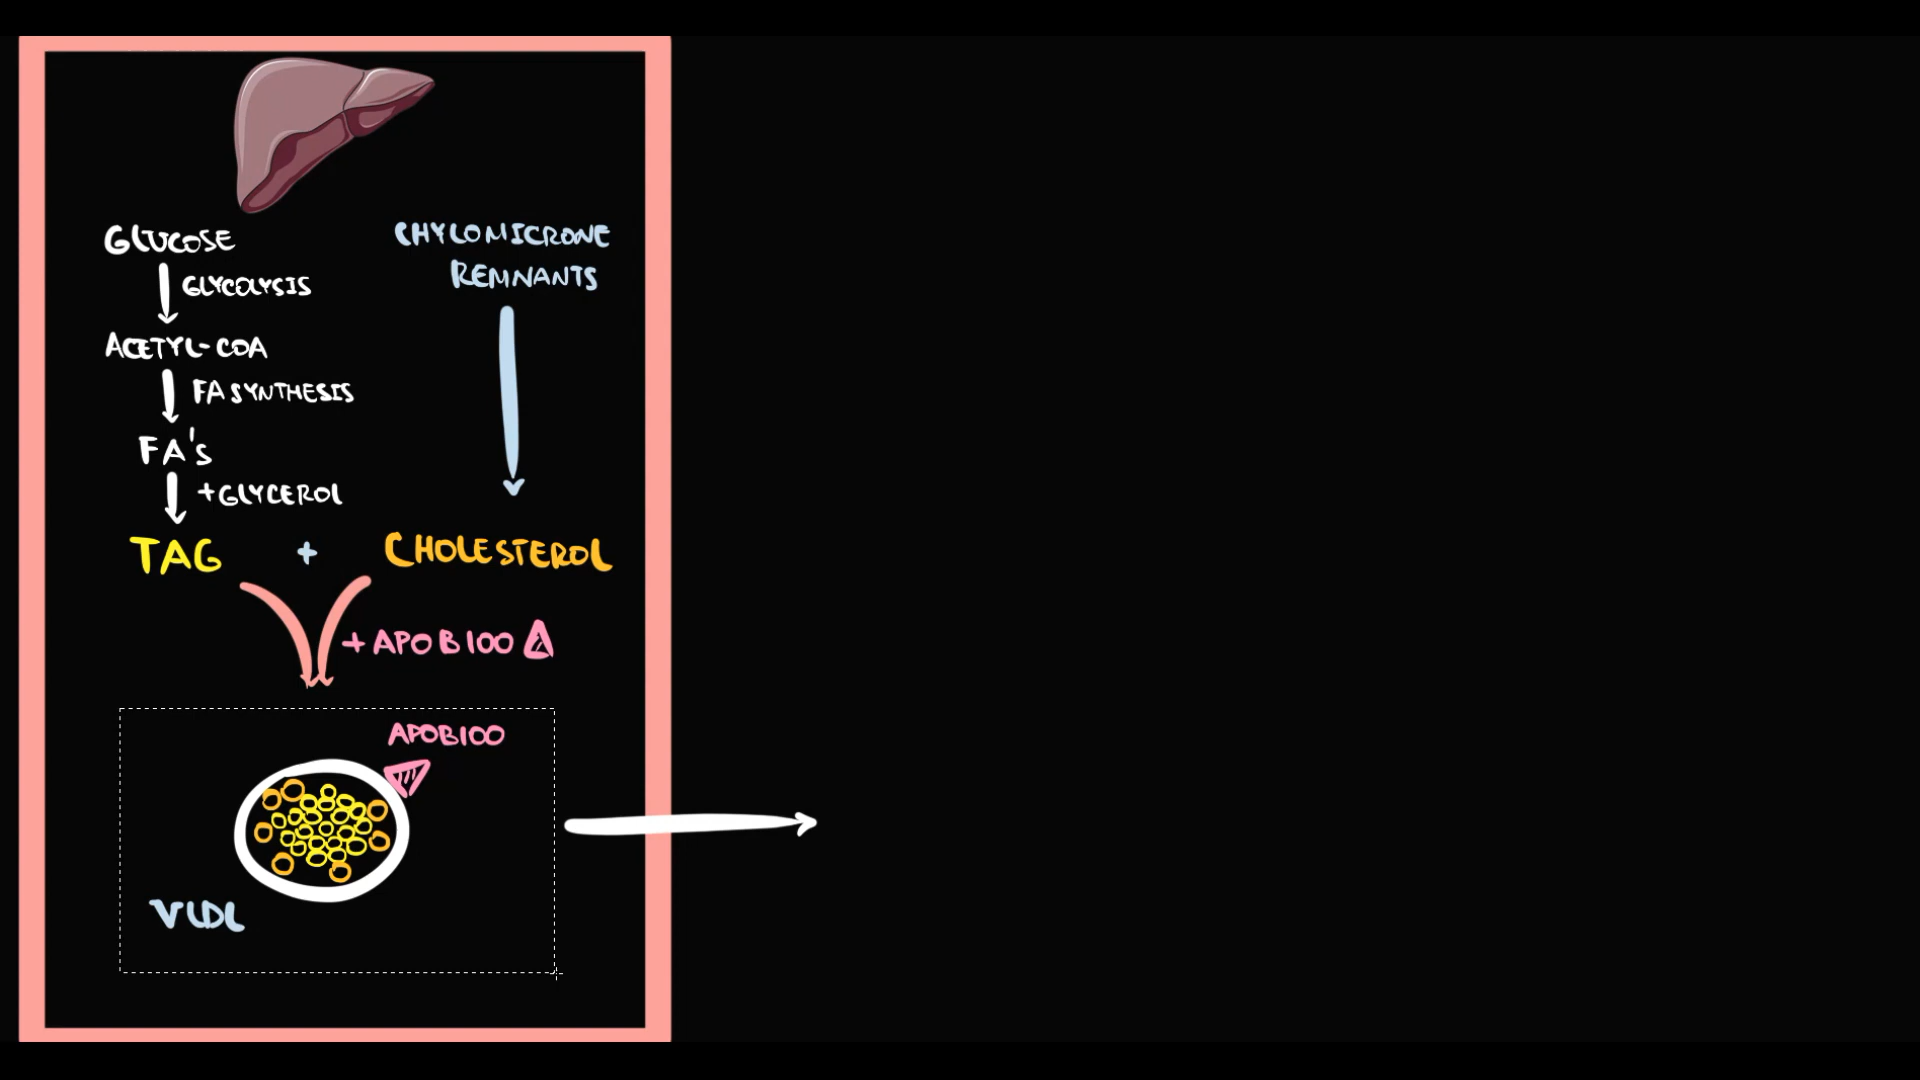 GLUCOSE
GLYCOLYSIS
ACETYL-COA
FA SYNTHESIS
FA's
+GLYCEROL
TAG
+
CHYLOMICRONE
REMNANTS
CHOLESTEROL
+ APO B100
APOB100
VLDL